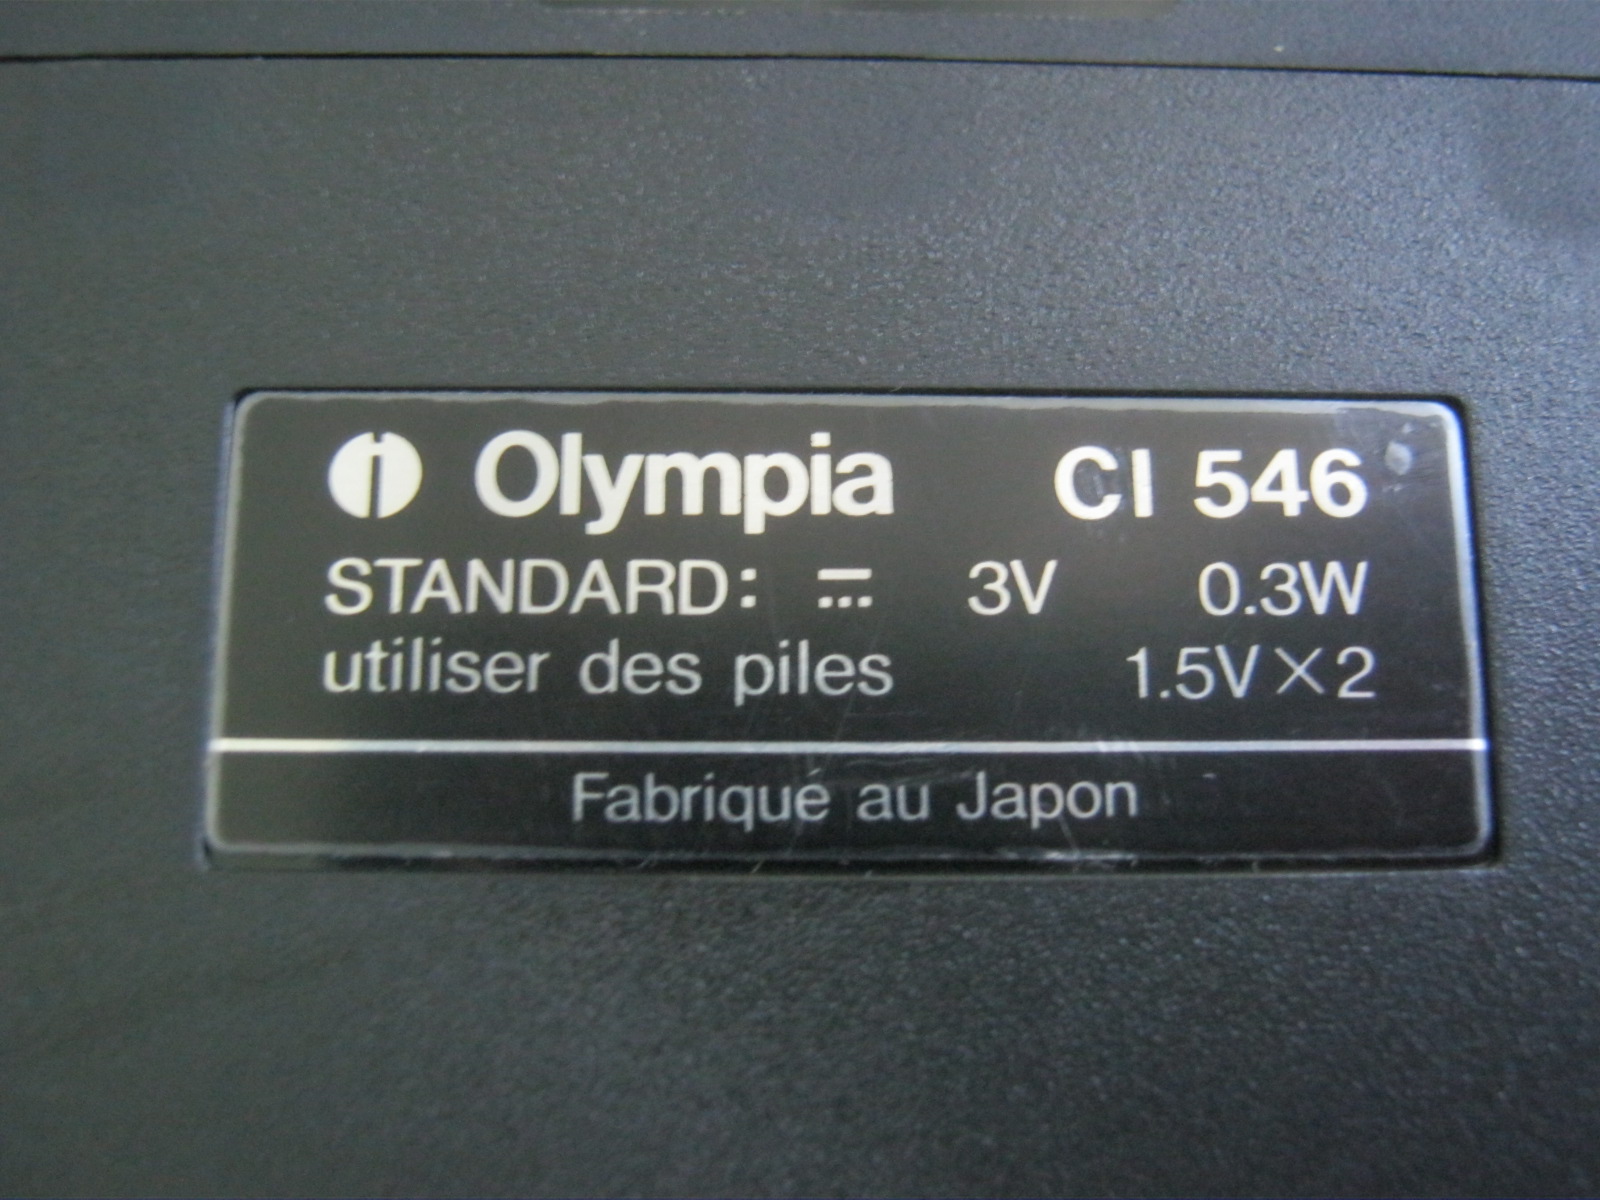 Olympia CI 546
STANDARD: ⎓ 3V 0.3W
utiliser des piles 1.5V×2
Fabriqué au Japon